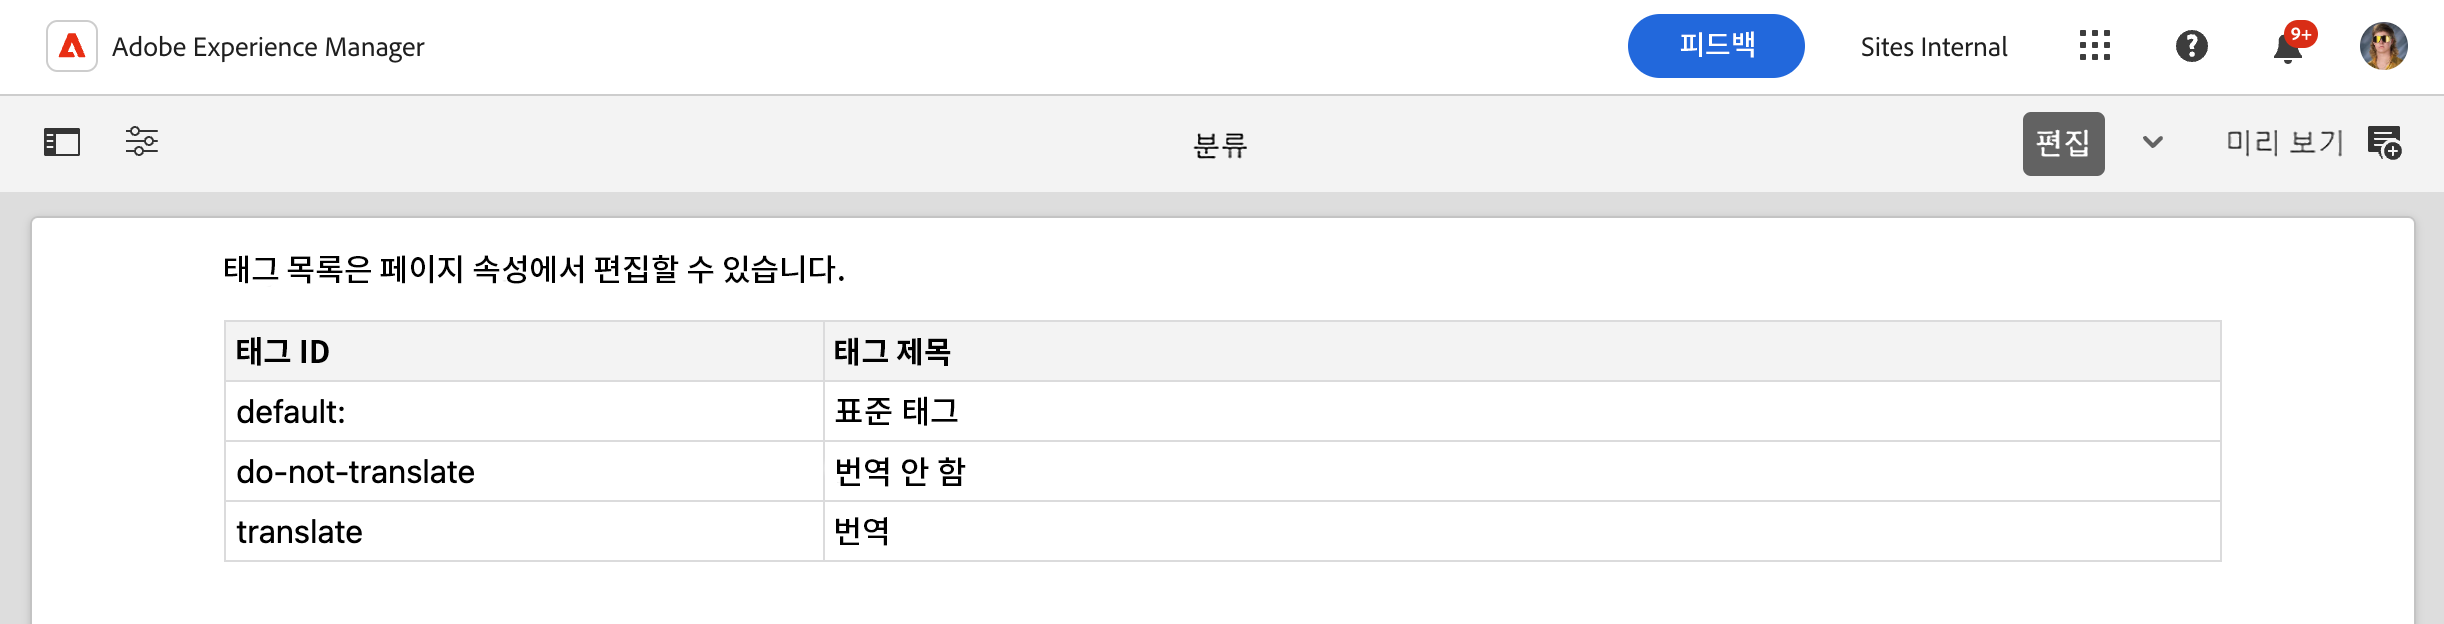 Adobe Experience Manager
피드백
Sites Internal
9+
분류
편집
미리 보기
태그 목록은 페이지 속성에서 편집할 수 있습니다.
태그 ID 태그 제목
default: 표준 태그
do-not-translate 번역 안 함
translate 번역